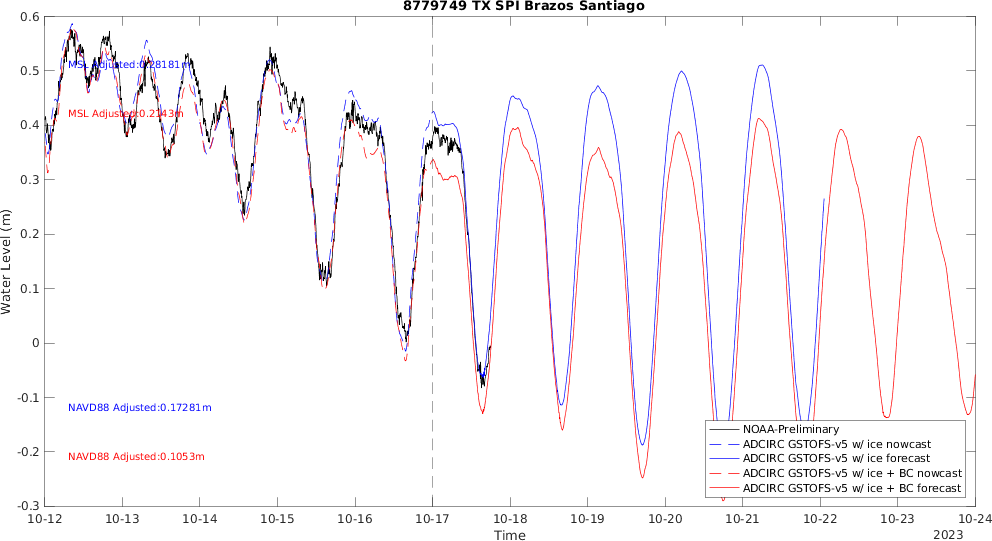 8779749 TX SPI Brazos Santiago
0.6
0.5
0.4
0.3
0.2
0.1
0
-0.1
-0.2
-0.3
Water Level (m)
MSL Adjusted:0.28181m
MSL Adjusted:0.2143m
NAVD88 Adjusted:0.17281m
NAVD88 Adjusted:0.1053m
NOAA-Preliminary
ADCIRC GSTOFS-v5 w/ ice nowcast
ADCIRC GSTOFS-v5 w/ ice forecast
ADCIRC GSTOFS-v5 w/ ice + BC nowcast
ADCIRC GSTOFS-v5 w/ ice + BC forecast
10-12 10-13 10-14 10-15 10-16 10-17 10-18 10-19 10-20 10-21 10-22 10-23 10-24
Time
2023